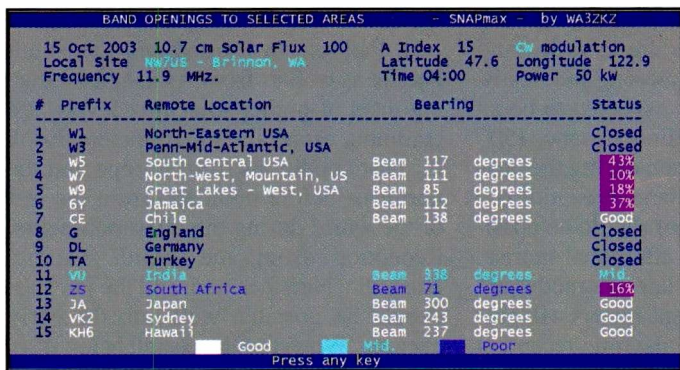 BAND OPENINGS TO SELECTED AREAS - SNAPmax - by WA3ZKZ
15 Oct 2003 10.7 cm Solar Flux 100 A Index 15 CW modulation
Local Site NW7US - Brinnon, WA Latitude 47.6 Longitude 122.9
Frequency 11.9 MHz. Time 04:00 Power 50 kW
# Prefix Remote Location Bearing Status
1 W1 North-Eastern USA Closed
2 W3 Penn-Mid-Atlantic, USA Closed
3 W5 South Central USA Beam 117 degrees 43%
4 W7 North-West, Mountain, US Beam 111 degrees 10%
5 W9 Great Lakes - West, USA Beam 85 degrees 18%
6 6Y Jamaica Beam 112 degrees 37%
7 CE Chile Beam 138 degrees Good
8 G England Closed
9 DL Germany Closed
10 TA Turkey Closed
11 VU India Beam 338 degrees Mid.
12 ZS South Africa Beam 71 degrees 16%
13 JA Japan Beam 300 degrees Good
14 VK2 Sydney Beam 243 degrees Good
15 KH6 Hawaii Beam 237 degrees Good
Good Mid. Poor
Press any key